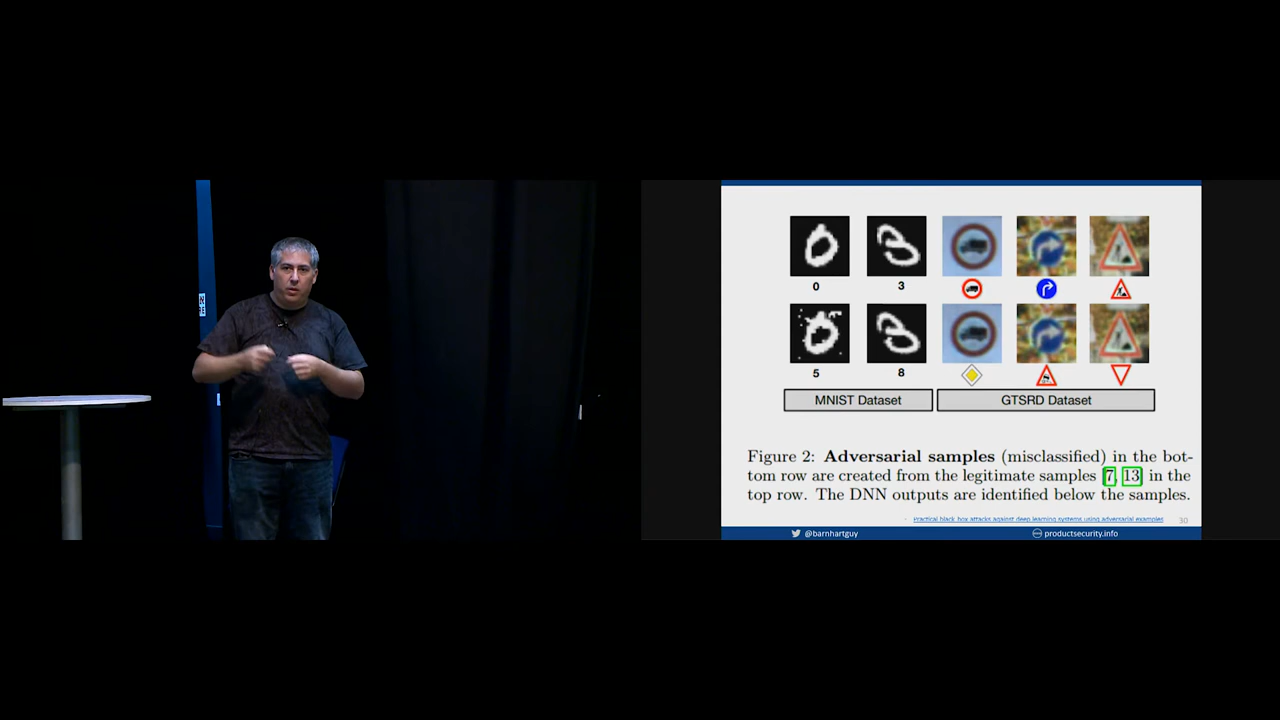 0 3
5 8
MNIST Dataset GTSRD Dataset
Figure 2: Adversarial samples (misclassified) in the bot-
tom row are created from the legitimate samples [7, 13] in the
top row. The DNN outputs are identified below the samples.
Practical black box attacks against deep learning systems using adversarial examples 30
@barnhartguy productsecurity.info